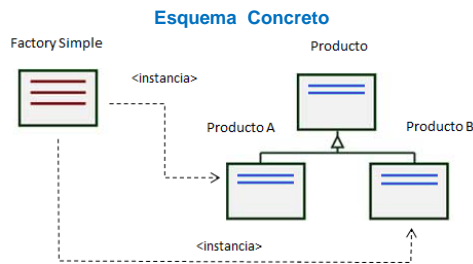 Esquema Concreto
Factory Simple
Producto
<instancia>
Producto A
Producto B
<instancia>